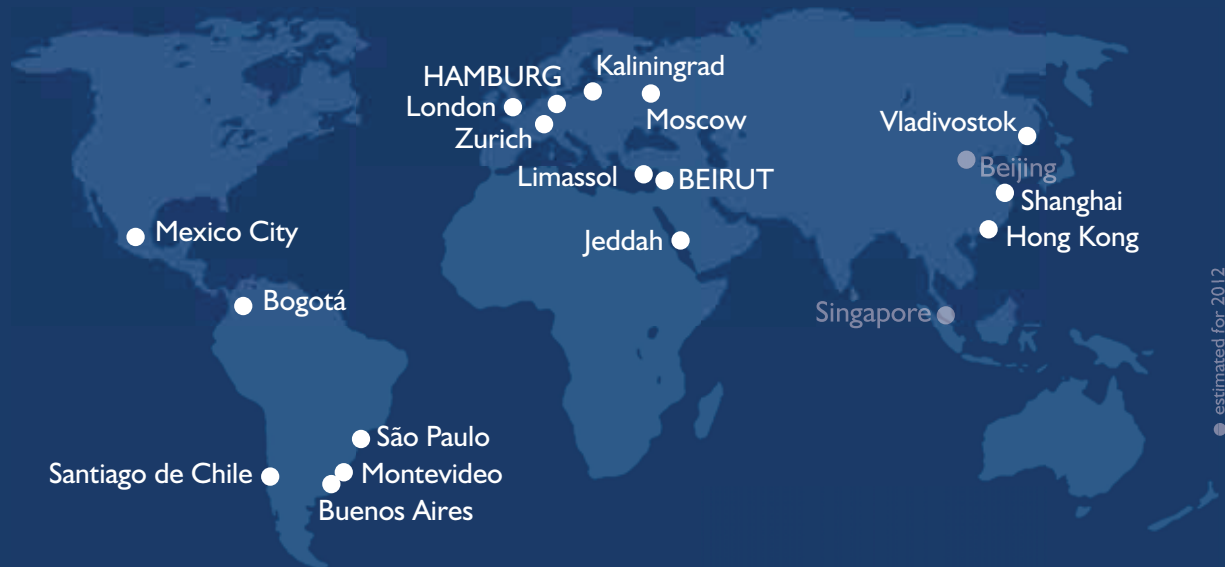 Kaliningrad
HAMBURG
London
Moscow
Zurich
Vladivostok
Beijing
Limassol
BEIRUT
Shanghai
Mexico City
Jeddah
Hong Kong
Bogotá
Singapore
São Paulo
Santiago de Chile
Montevideo
Buenos Aires
estimated for 2012